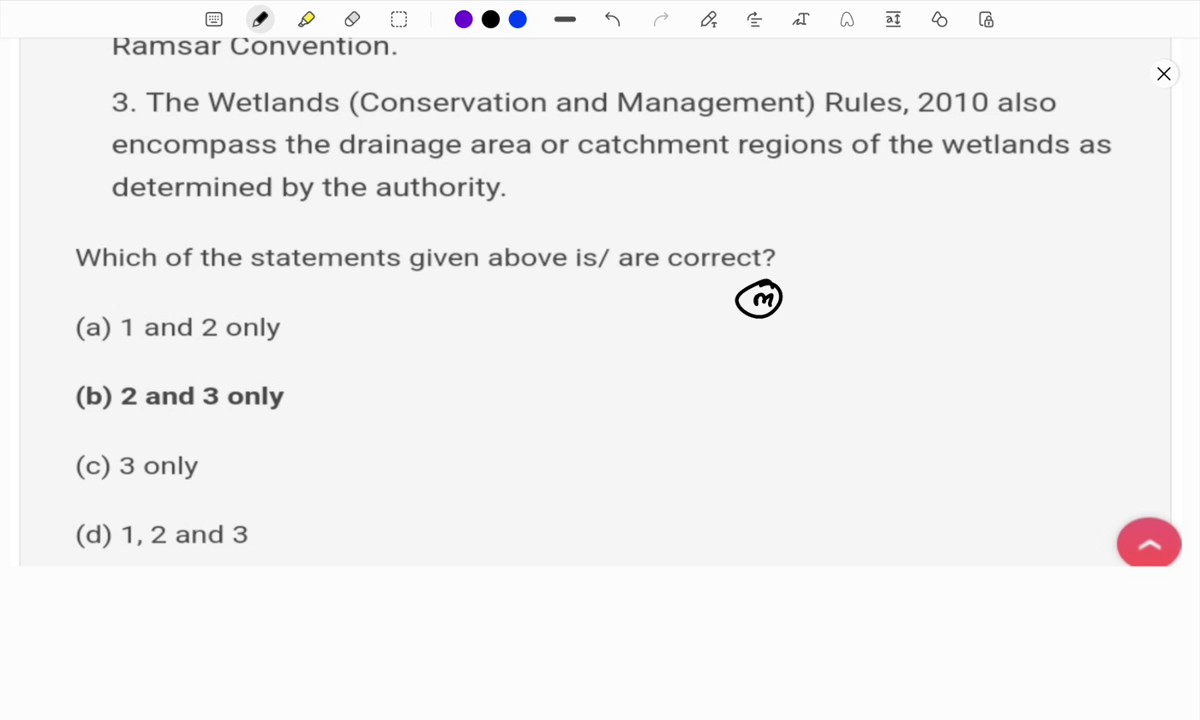 Ramsar Convention.
3. The Wetlands (Conservation and Management) Rules, 2010 also
encompass the drainage area or catchment regions of the wetlands as
determined by the authority.
Which of the statements given above is/ are correct?
m
(a) 1 and 2 only
(b) 2 and 3 only
(c) 3 only
(d) 1, 2 and 3